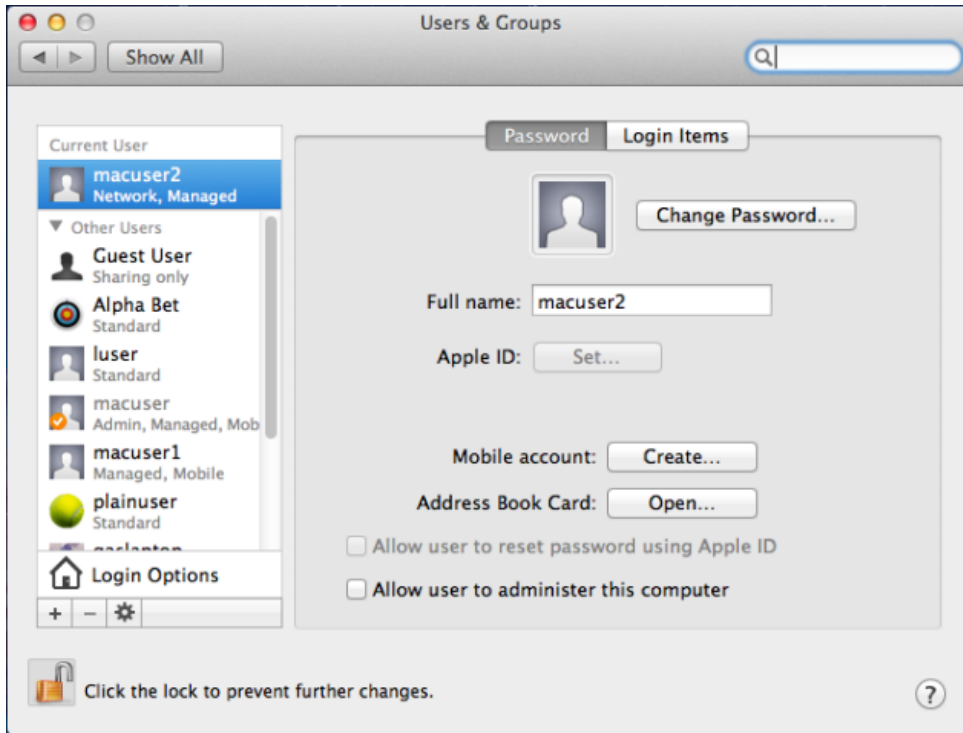 Users & Groups
Show All
Current User
macuser2
Network, Managed
Other Users
Guest User
Sharing only
Alpha Bet
Standard
luser
Standard
macuser
Admin, Managed, Mob
macuser1
Managed, Mobile
plainuser
Standard
Login Options
+ −
Password Login Items
Change Password...
Full name: macuser2
Apple ID: Set...
Mobile account: Create...
Address Book Card: Open...
Allow user to reset password using Apple ID
Allow user to administer this computer
Click the lock to prevent further changes.
?